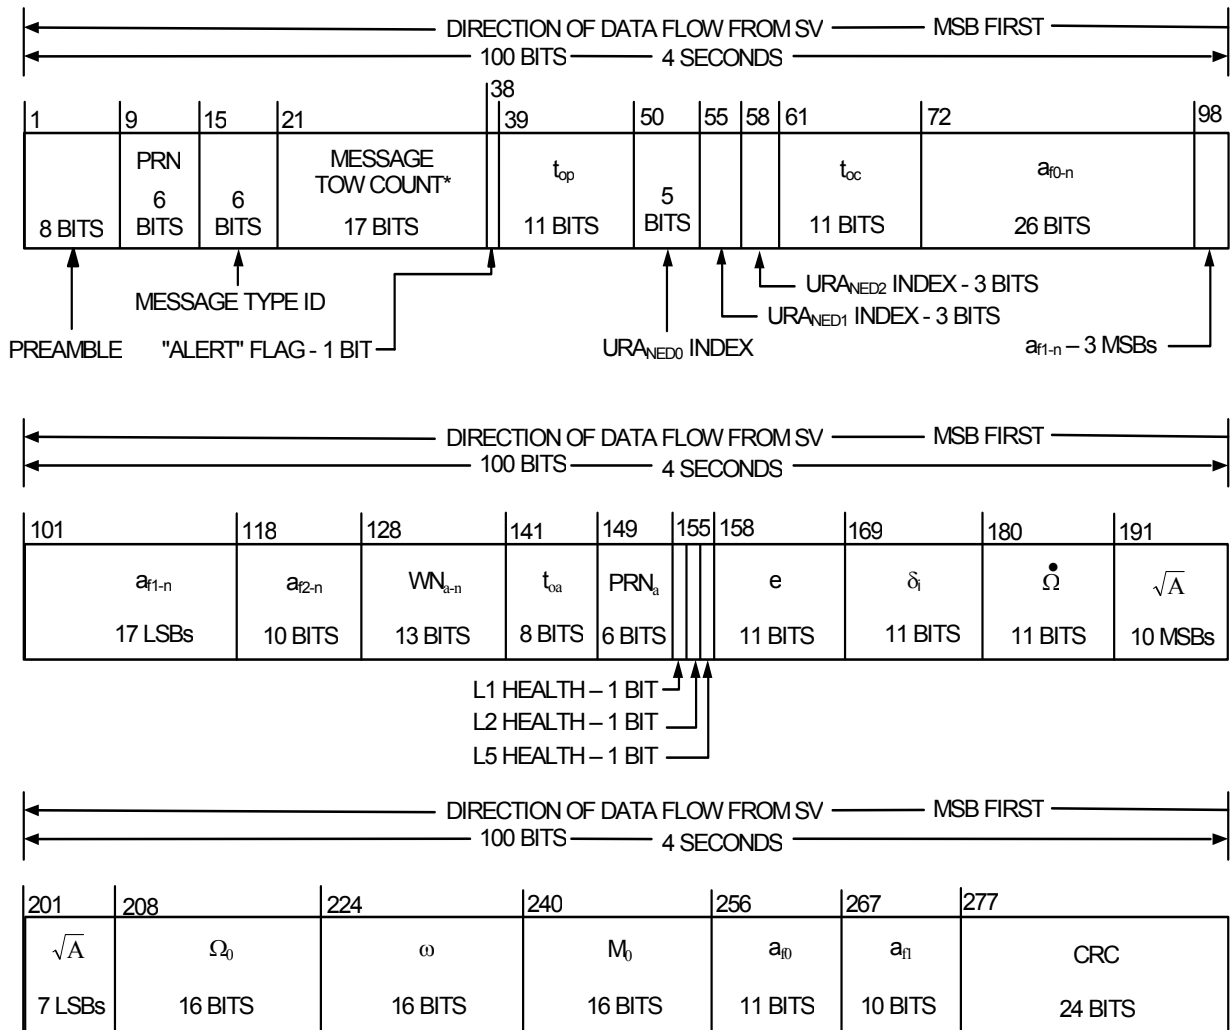 DIRECTION OF DATA FLOW FROM SV MSB FIRST
100 BITS 4 SECONDS
38
1 9 15 21 39 50 55 58 61 72 98
PRN MESSAGE t_op t_oc a_f0-n
TOW COUNT*
6 6 5
8 BITS BITS BITS 17 BITS 11 BITS BITS 11 BITS 26 BITS
URA_NED2 INDEX - 3 BITS
MESSAGE TYPE ID
URA_NED1 INDEX - 3 BITS
PREAMBLE "ALERT" FLAG - 1 BIT URA_NED0 INDEX a_f1-n – 3 MSBs
DIRECTION OF DATA FLOW FROM SV MSB FIRST
100 BITS 4 SECONDS
101 118 128 141 149 155 158 169 180 191
a_f1-n a_f2-n WN_a-n t_oa PRN_a e δ_i Ω̇ √A
17 LSBs 10 BITS 13 BITS 8 BITS 6 BITS 11 BITS 11 BITS 11 BITS 10 MSBs
L1 HEALTH – 1 BIT
L2 HEALTH – 1 BIT
L5 HEALTH – 1 BIT
DIRECTION OF DATA FLOW FROM SV MSB FIRST
100 BITS 4 SECONDS
201 208 224 240 256 267 277
√A Ω_0 ω M_0 a_f0 a_f1 CRC
7 LSBs 16 BITS 16 BITS 16 BITS 11 BITS 10 BITS 24 BITS